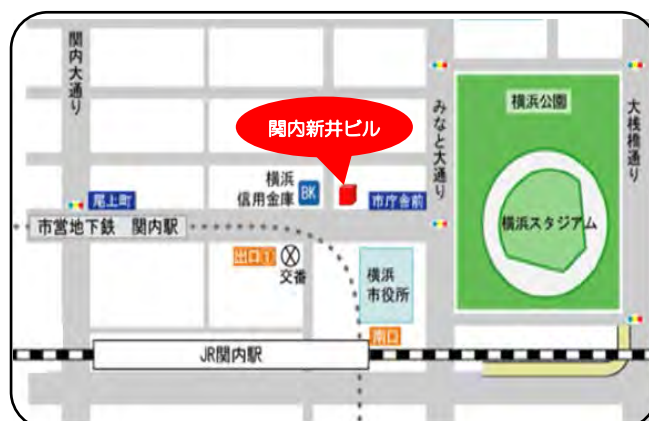 関内大通り
みなと大通り
横浜公園
大桟橋通り
関内新井ビル
横浜
信用金庫
BK
尾上町
市庁舎前
横浜スタジアム
市営地下鉄 関内駅
出口1
交番
横浜
市役所
南口
JR関内駅